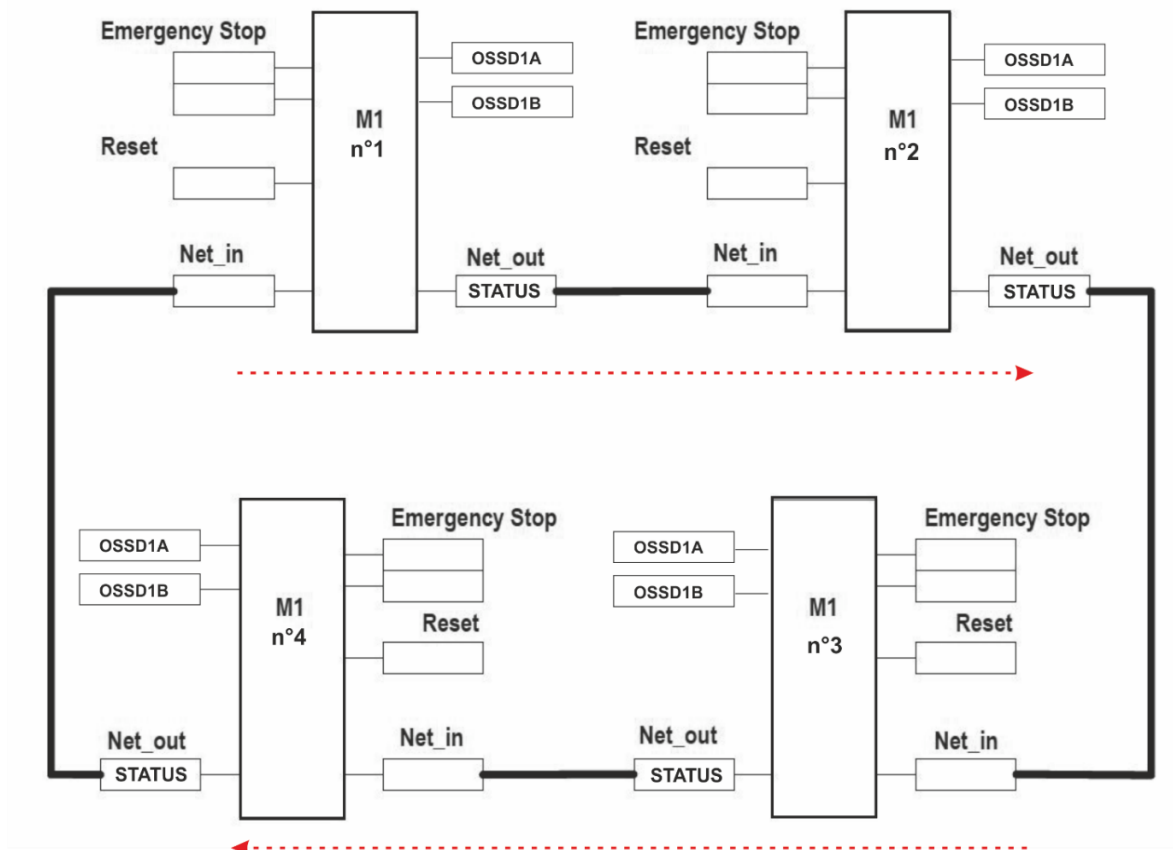 Emergency Stop
OSSD1A
OSSD1B
M1
n°1
Reset
Net_in
Net_out
STATUS
Emergency Stop
OSSD1A
OSSD1B
M1
n°2
Reset
Net_in
Net_out
STATUS
OSSD1A
OSSD1B
M1
n°4
Emergency Stop
Reset
Net_out
STATUS
Net_in
OSSD1A
OSSD1B
M1
n°3
Emergency Stop
Reset
Net_out
STATUS
Net_in